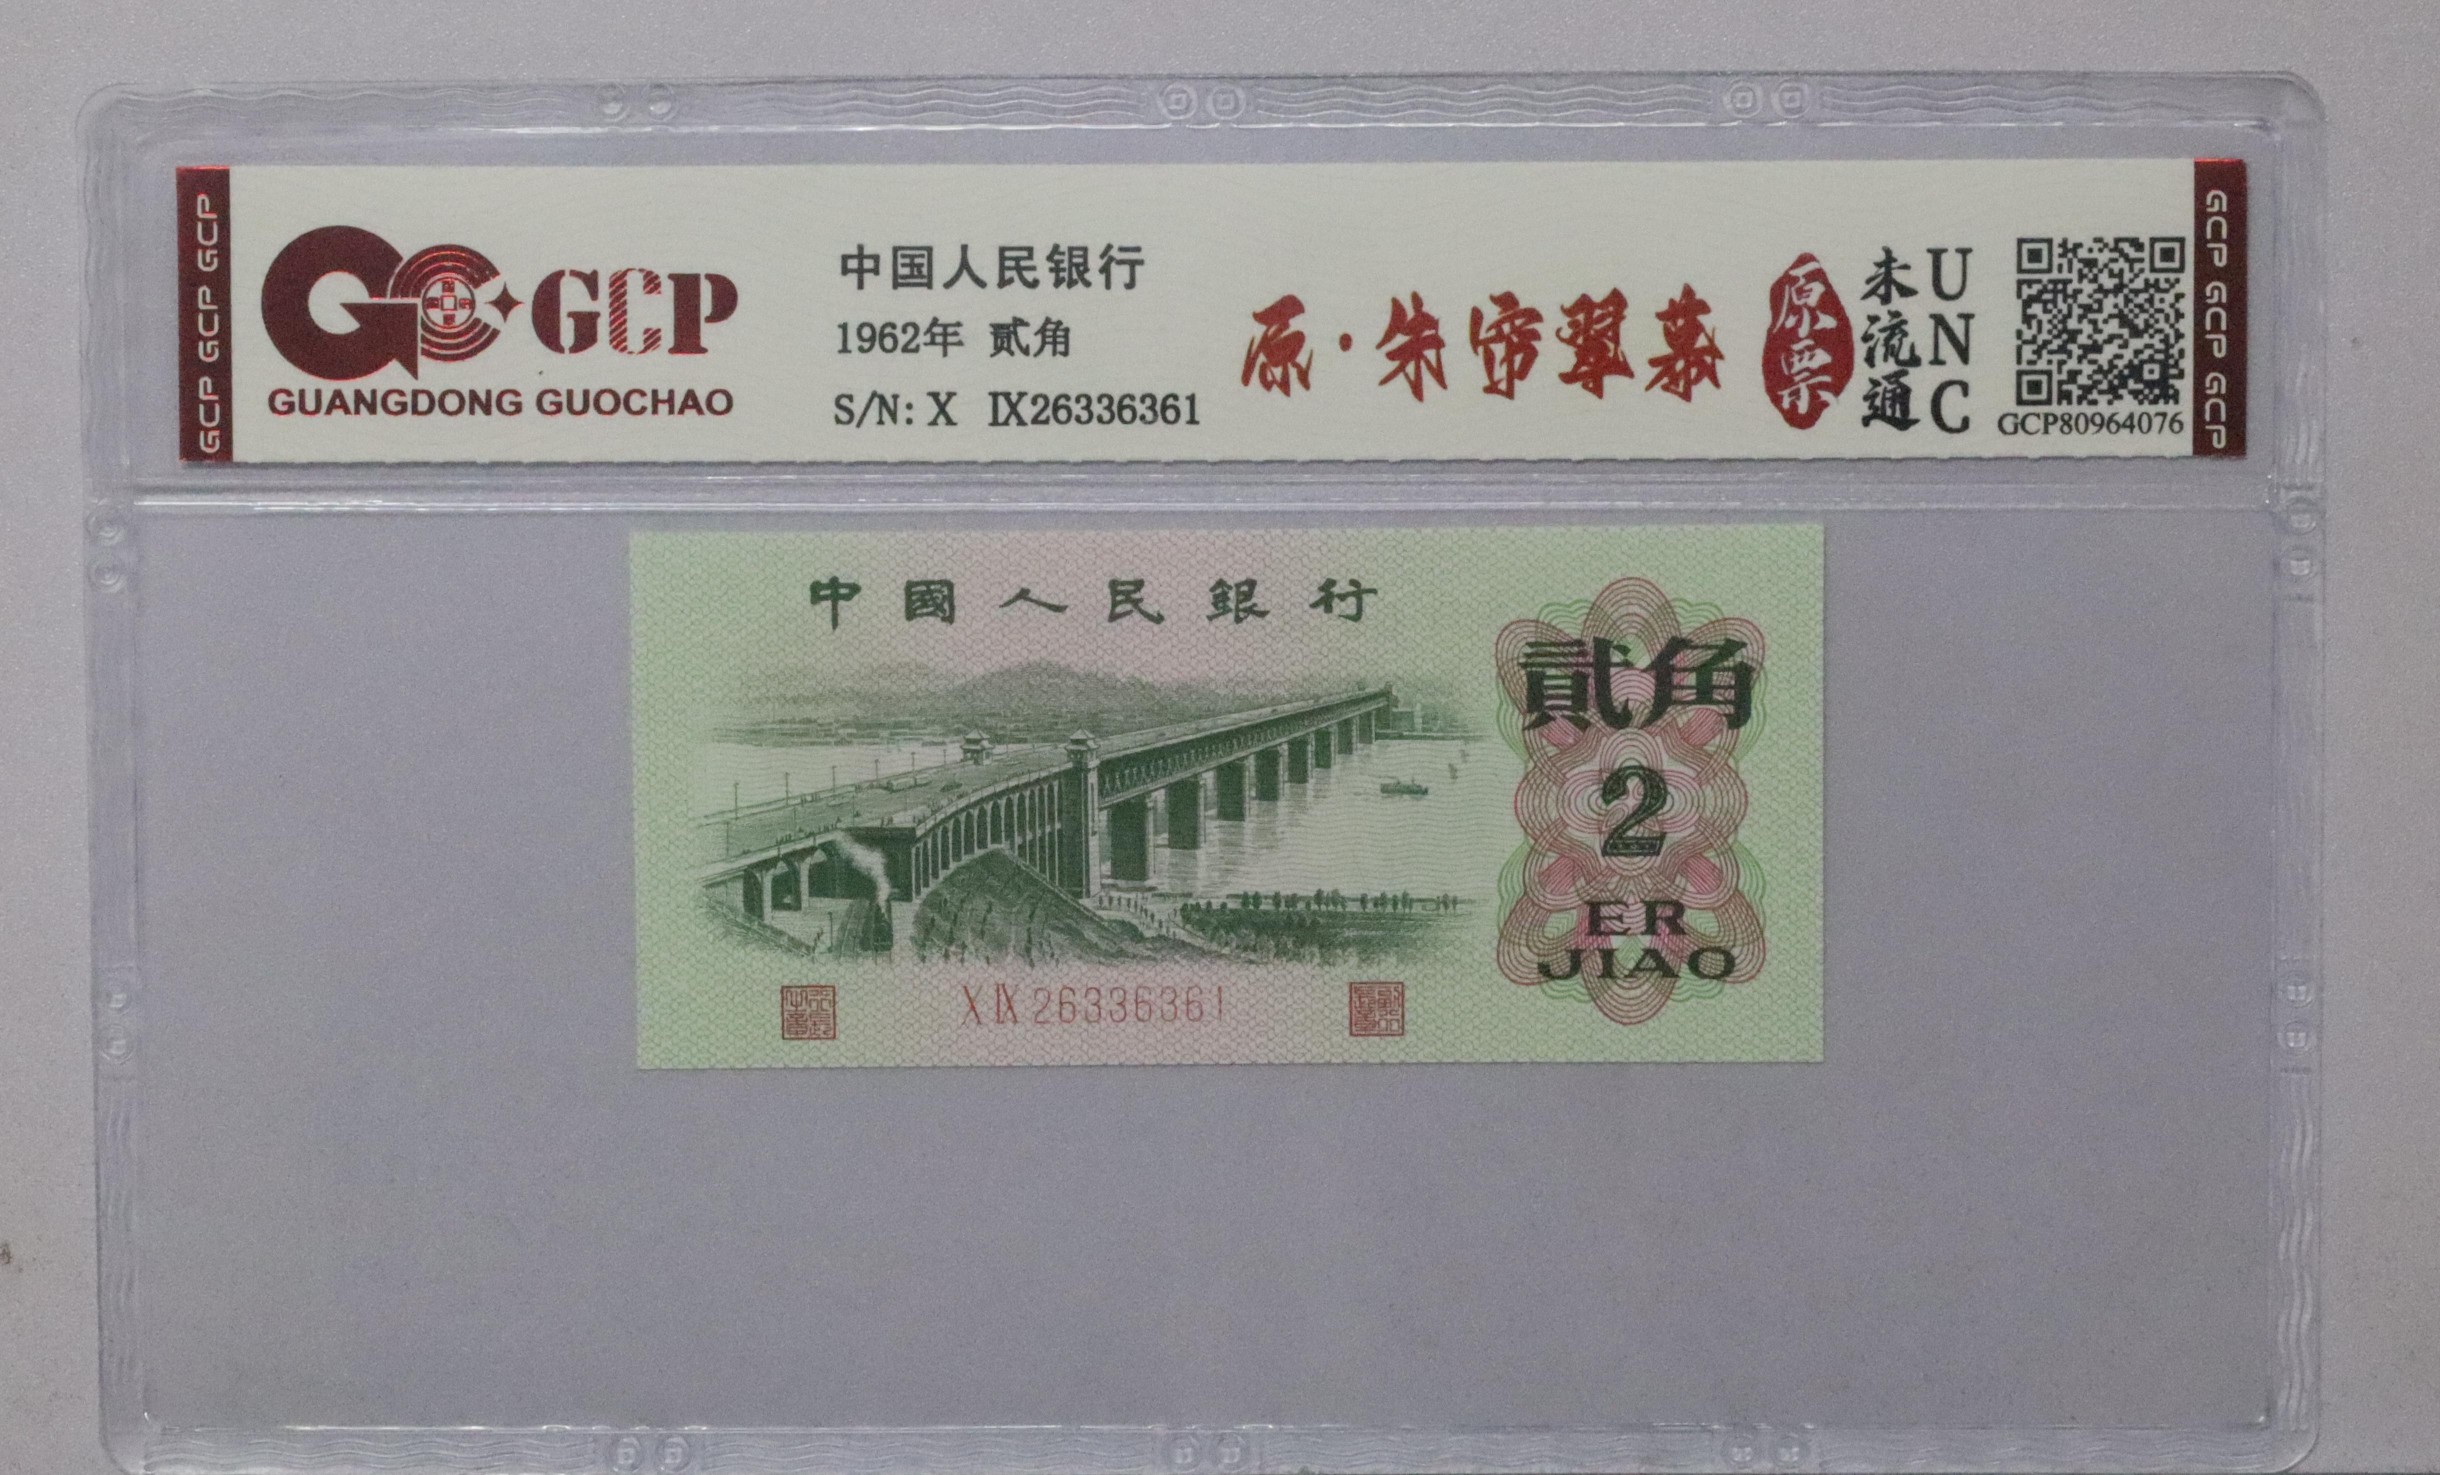 GCP GCP GCP
GCP
GUANGDONG GUOCHAO
中国人民银行
1962年 贰角
S/N: X IX26336361
原·朱帘翠幕
原票
未流通
UNC
GCP80964076
GCP GCP GCP
中國人民銀行
貳角
2
ER
JIAO
X IX 26336361